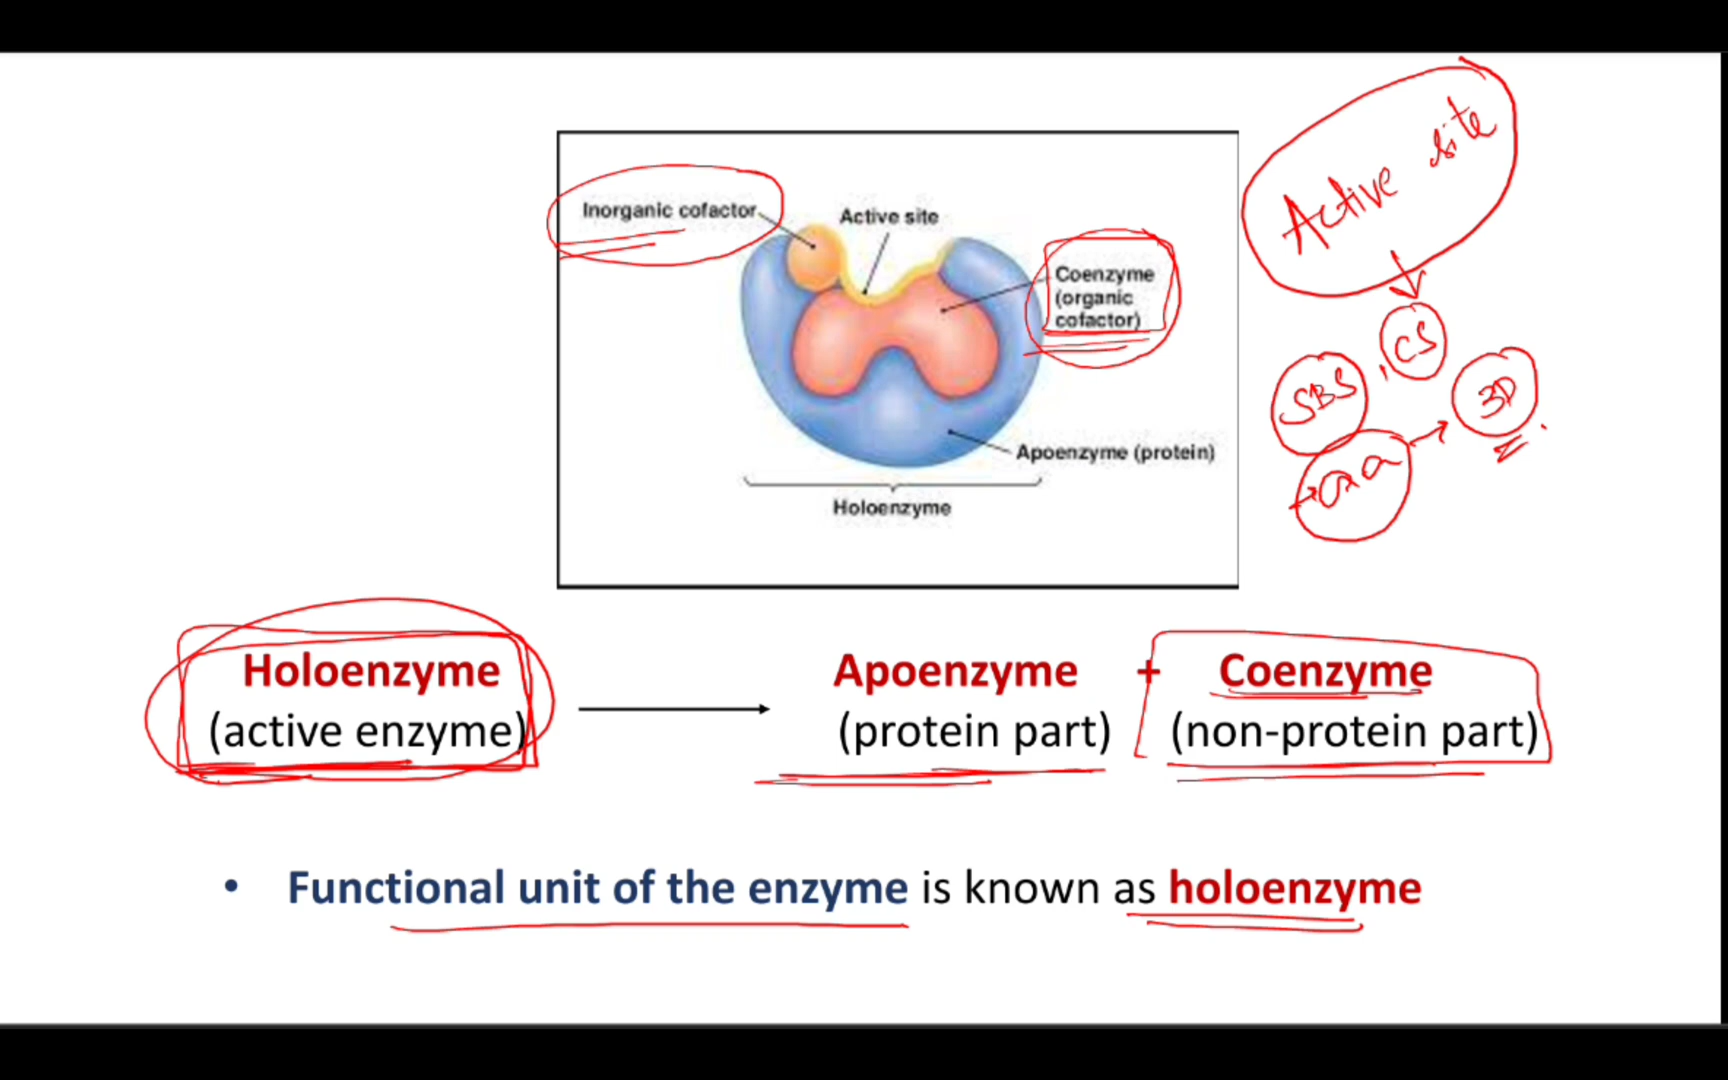 Inorganic cofactor
Active site
Coenzyme
(organic
cofactor)
Apoenzyme (protein)
Holoenzyme
Active site
CS
SBS,
3D
aa
Holoenzyme
(active enzyme)
Apoenzyme
(protein part)
+
Coenzyme
(non-protein part)
• Functional unit of the enzyme is known as holoenzyme